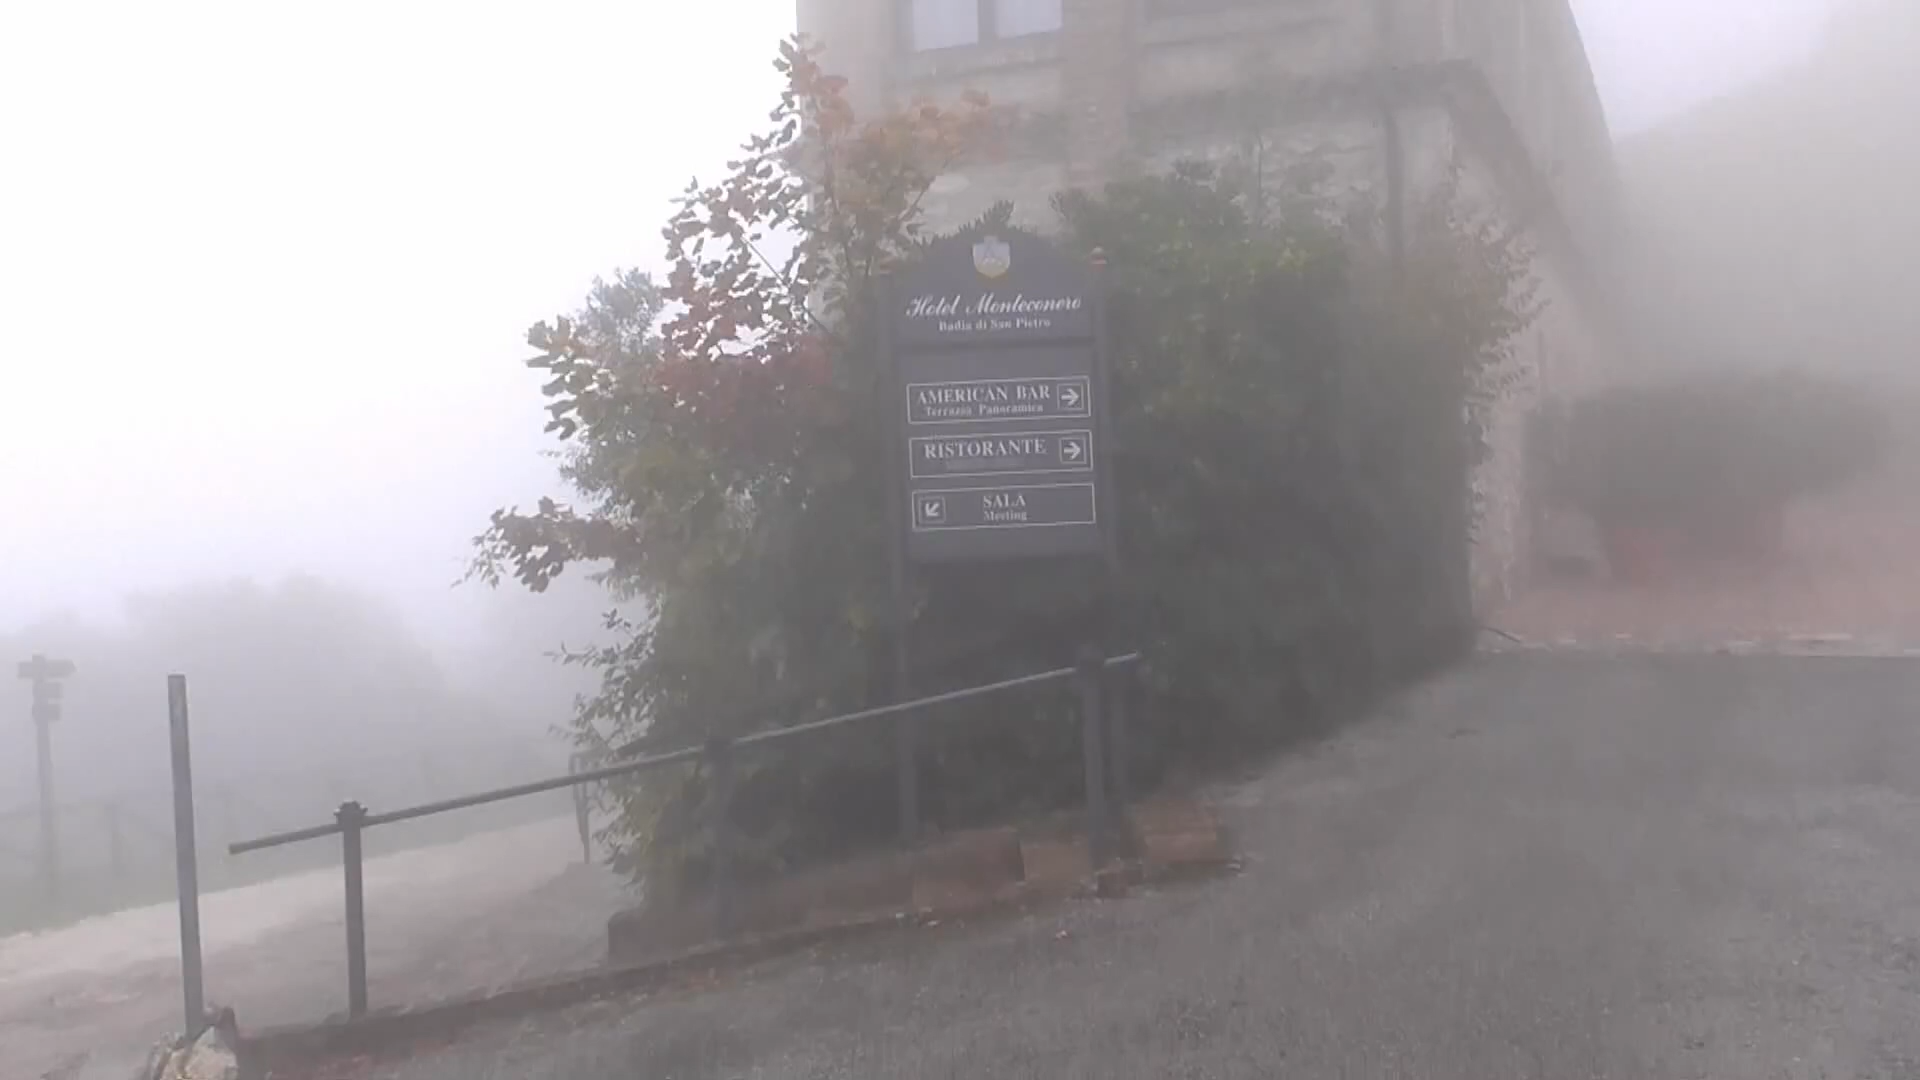 Hotel Monteconero
Badia di San Pietro
AMERICAN BAR
Terrazza Panoramica
RISTORANTE
SALA
Meeting